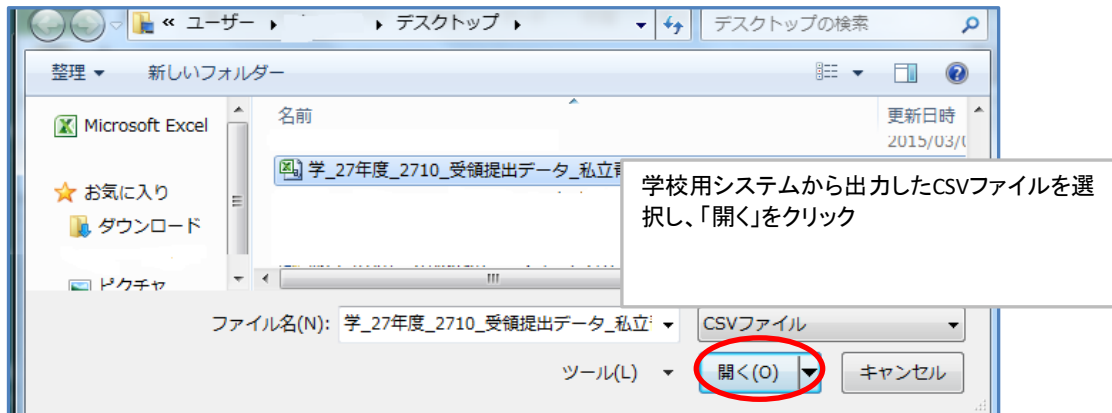 « ユーザー ▸ ▸ デスクトップ ▸ デスクトップの検索
整理 ▼ 新しいフォルダー
Microsoft Excel
お気に入り
ダウンロード
ピクチャ
名前 更新日時
2015/03/0
学_27年度_2710_受領提出データ_私立
学校用システムから出力したCSVファイルを選
択し、「開く」をクリック
ファイル名(N): 学_27年度_2710_受領提出データ_私立 CSVファイル
ツール(L) 開く(O) キャンセル